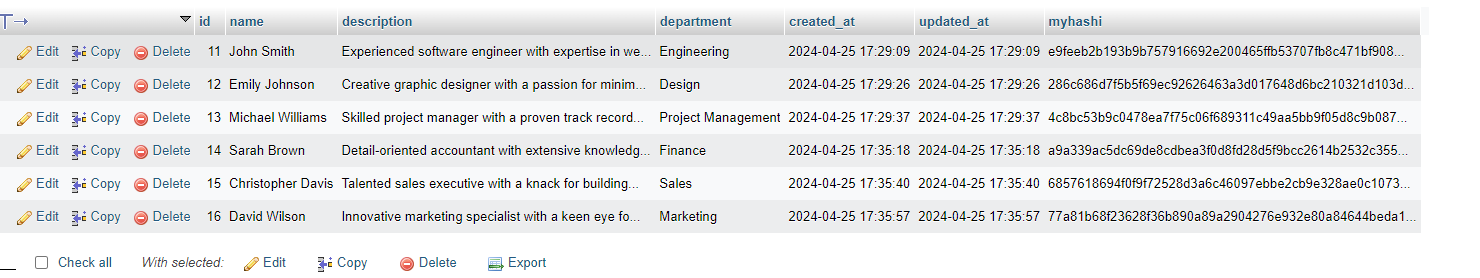 id name description department created_at updated_at myhashi
Edit Copy Delete 11 John Smith Experienced software engineer with expertise in we... Engineering 2024-04-25 17:29:09 2024-04-25 17:29:09 e9feeb2b193b9b757916692e200465ffb53707fb8c471bf908...
Edit Copy Delete 12 Emily Johnson Creative graphic designer with a passion for minim... Design 2024-04-25 17:29:26 2024-04-25 17:29:26 286c686d7f5b5f69ec92626463a3d017648d6bc210321d103d...
Edit Copy Delete 13 Michael Williams Skilled project manager with a proven track record... Project Management 2024-04-25 17:29:37 2024-04-25 17:29:37 4c8bc53b9c0478ea7f75c06f689311c49aa5bb9f05d8c9b087...
Edit Copy Delete 14 Sarah Brown Detail-oriented accountant with extensive knowledg... Finance 2024-04-25 17:35:18 2024-04-25 17:35:18 a9a339ac5dc69de8cdbea3f0d8fd28d5f9bcc2614b2532c355...
Edit Copy Delete 15 Christopher Davis Talented sales executive with a knack for building... Sales 2024-04-25 17:35:40 2024-04-25 17:35:40 6857618694f0f9f72528d3a6c46097ebbe2cb9e328ae0c1073...
Edit Copy Delete 16 David Wilson Innovative marketing specialist with a keen eye fo... Marketing 2024-04-25 17:35:57 2024-04-25 17:35:57 77a81b68f23628f36b890a89a2904276e932e80a84644beda1...
Check all With selected: Edit Copy Delete Export